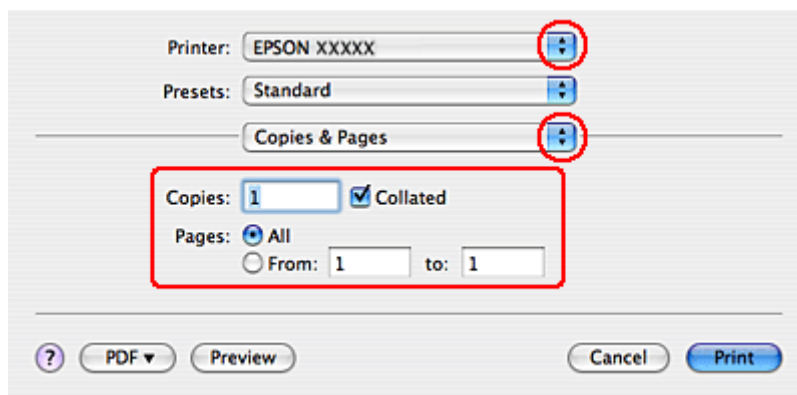 Printer: EPSON XXXXX
Presets: Standard
Copies & Pages
Copies: 1 Collated
Pages: All
From: 1 to: 1
? PDF Preview Cancel Print